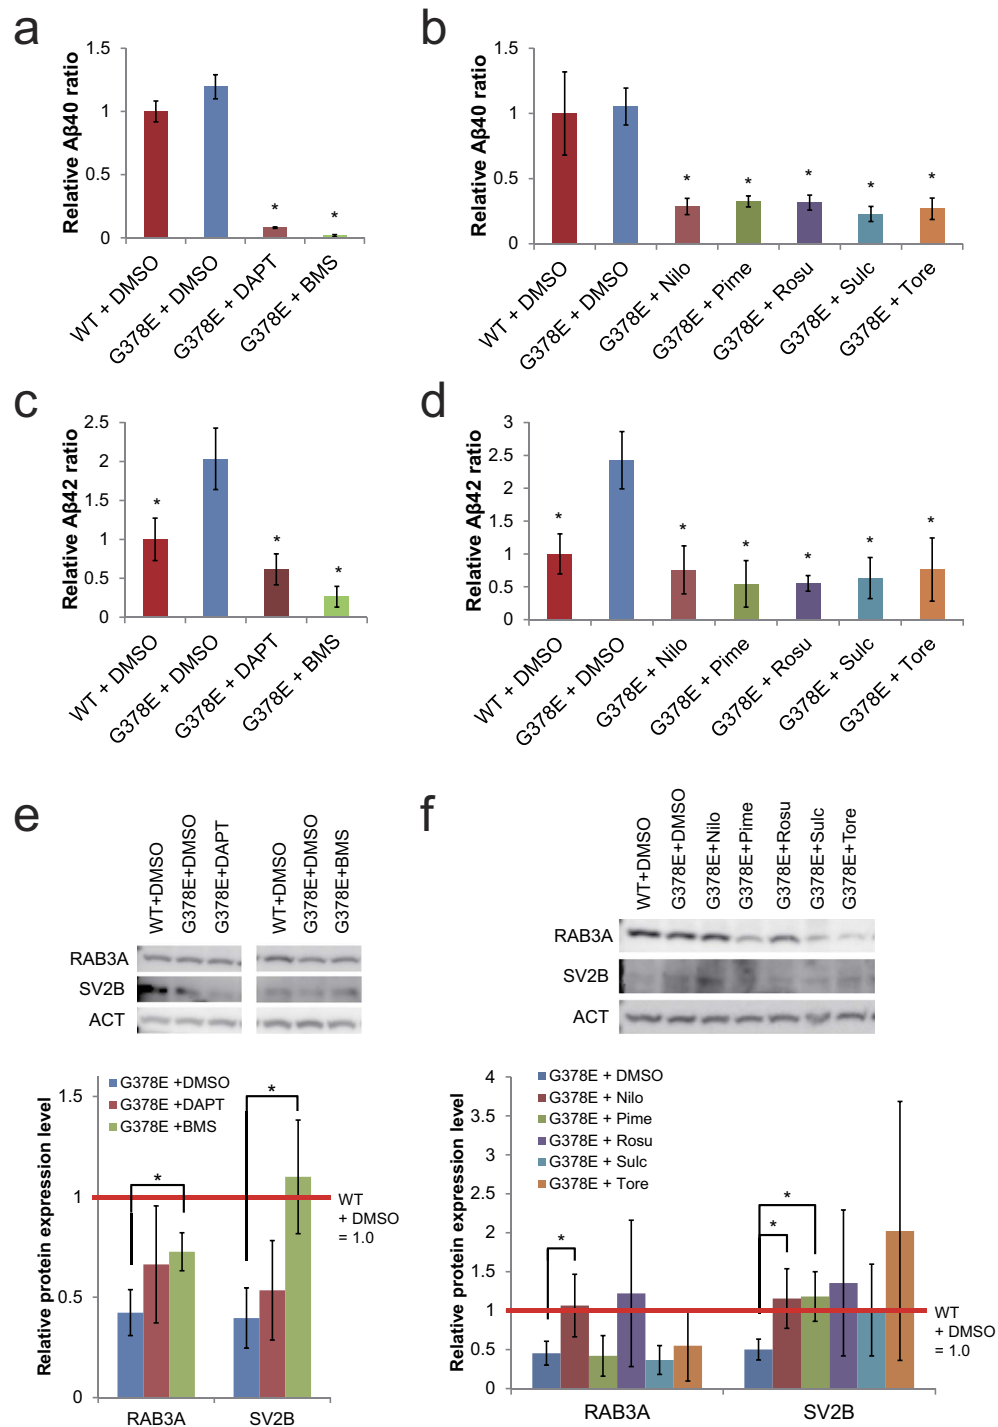 a
Relative Aβ40 ratio
1.5
1
0.5
0
*
*
WT + DMSO
G378E + DMSO
G378E + DAPT
G378E + BMS
b
Relative Aβ40 ratio
1.5
1
0.5
0
*
*
*
*
*
WT + DMSO
G378E + DMSO
G378E + Nilo
G378E + Pime
G378E + Rosu
G378E + Sulc
G378E + Tore
c
Relative Aβ42 ratio
2.5
2
1.5
1
0.5
0
*
*
*
WT + DMSO
G378E + DMSO
G378E + DAPT
G378E + BMS
d
Relative Aβ42 ratio
3
2.5
2
1.5
1
0.5
0
*
*
*
*
*
*
WT + DMSO
G378E + DMSO
G378E + Nilo
G378E + Pime
G378E + Rosu
G378E + Sulc
G378E + Tore
e
WT+DMSO
G378E+DMSO
G378E+DAPT
WT+DMSO
G378E+DMSO
G378E+BMS
RAB3A
SV2B
ACT
Relative protein expression level
1.5
1
0.5
0
G378E +DMSO
G378E +DAPT
G378E +BMS
*
*
WT
+ DMSO
= 1.0
RAB3A
SV2B
f
WT+DMSO
G378E+DMSO
G378E+Nilo
G378E+Pime
G378E+Rosu
G378E+Sulc
G378E+Tore
RAB3A
SV2B
ACT
Relative protein expression level
4
3.5
3
2.5
2
1.5
1
0.5
0
G378E + DMSO
G378E + Nilo
G378E + Pime
G378E + Rosu
G378E + Sulc
G378E + Tore
*
*
*
WT
+ DMSO
= 1.0
RAB3A
SV2B